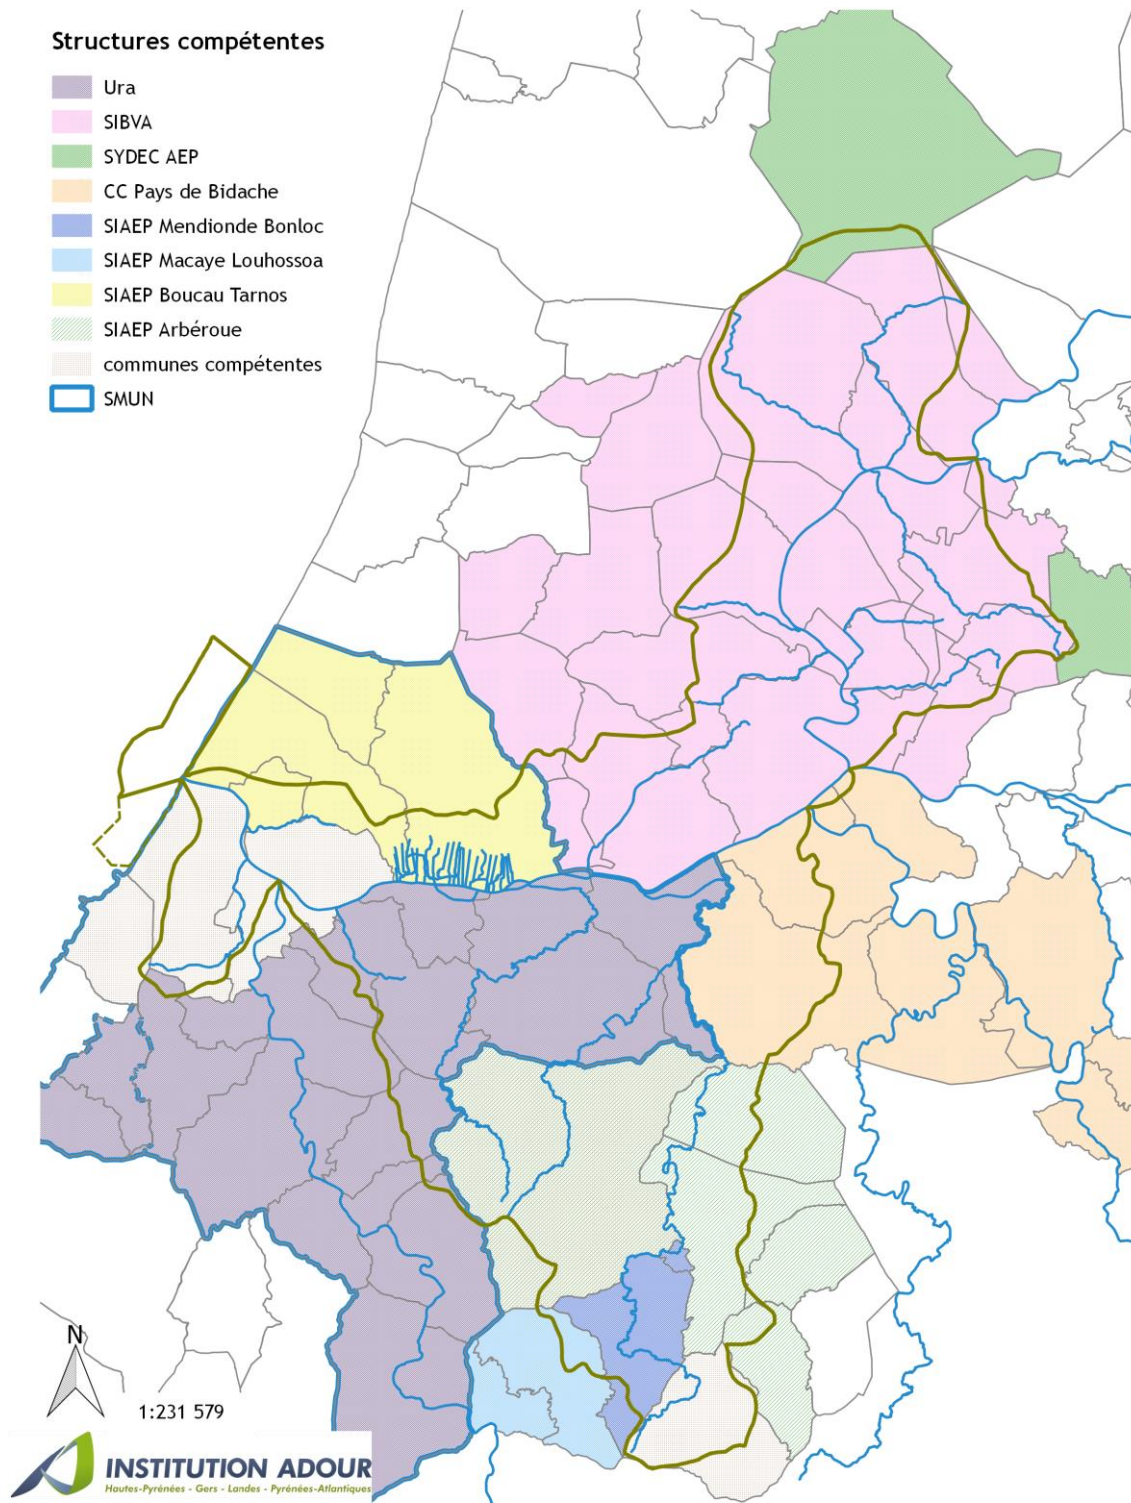 Structures compétentes
Ura
SIBVA
SYDEC AEP
CC Pays de Bidache
SIAEP Mendionde Bonloc
SIAEP Macaye Louhossoa
SIAEP Boucau Tarnos
SIAEP Arbéroue
communes compétentes
SMUN
N
1:231 579
INSTITUTION ADOUR
Hautes-Pyrénées - Gers - Landes - Pyrénées-Atlantiques